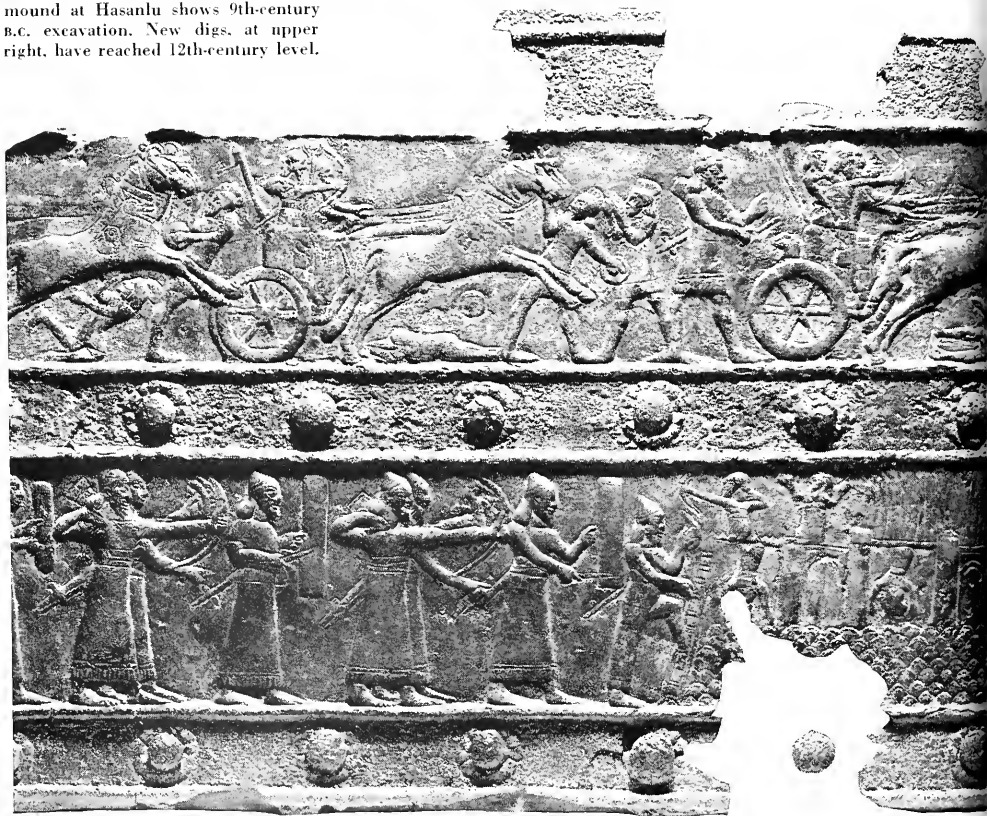 mound at Hasanlu shows 9th-century
B.C. excavation. New digs, at upper
right, have reached 12th-century level.